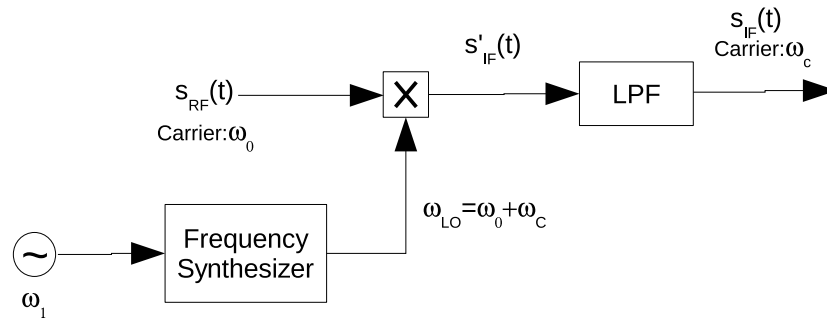 s_RF(t)
Carrier:ω_0
X
s'_IF(t)
LPF
s_IF(t)
Carrier:ω_c
ω_LO=ω_0+ω_C
Frequency
Synthesizer
~
ω_1